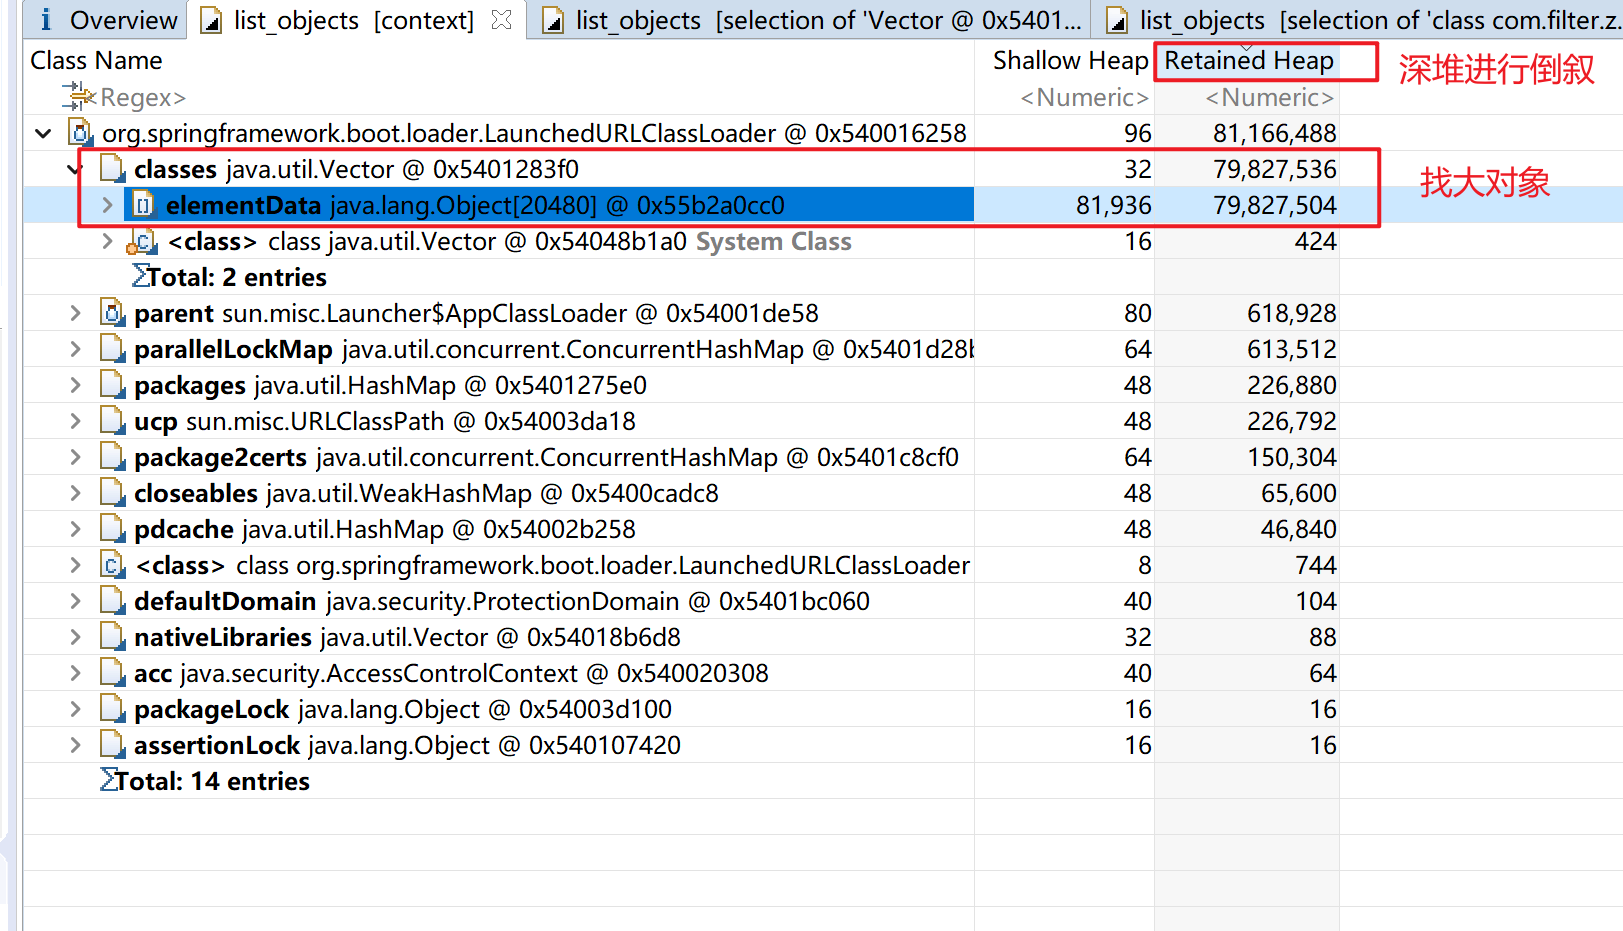 i Overview list_objects [context] list_objects [selection of 'Vector @ 0x5401... list_objects [selection of 'class com.filter.z.
Class Name Shallow Heap Retained Heap 深堆进行倒叙
<Regex> <Numeric> <Numeric>
org.springframework.boot.loader.LaunchedURLClassLoader @ 0x540016258 96 81,166,488
classes java.util.Vector @ 0x5401283f0 32 79,827,536 找大对象
elementData java.lang.Object[20480] @ 0x55b2a0cc0 81,936 79,827,504
<class> class java.util.Vector @ 0x54048b1a0 System Class 16 424
Total: 2 entries
parent sun.misc.Launcher$AppClassLoader @ 0x54001de58 80 618,928
parallelLockMap java.util.concurrent.ConcurrentHashMap @ 0x5401d28b 64 613,512
packages java.util.HashMap @ 0x5401275e0 48 226,880
ucp sun.misc.URLClassPath @ 0x54003da18 48 226,792
package2certs java.util.concurrent.ConcurrentHashMap @ 0x5401c8cf0 64 150,304
closeables java.util.WeakHashMap @ 0x5400cadc8 48 65,600
pdcache java.util.HashMap @ 0x54002b258 48 46,840
<class> class org.springframework.boot.loader.LaunchedURLClassLoader 8 744
defaultDomain java.security.ProtectionDomain @ 0x5401bc060 40 104
nativeLibraries java.util.Vector @ 0x54018b6d8 32 88
acc java.security.AccessControlContext @ 0x540020308 40 64
packageLock java.lang.Object @ 0x54003d100 16 16
assertionLock java.lang.Object @ 0x540107420 16 16
Total: 14 entries